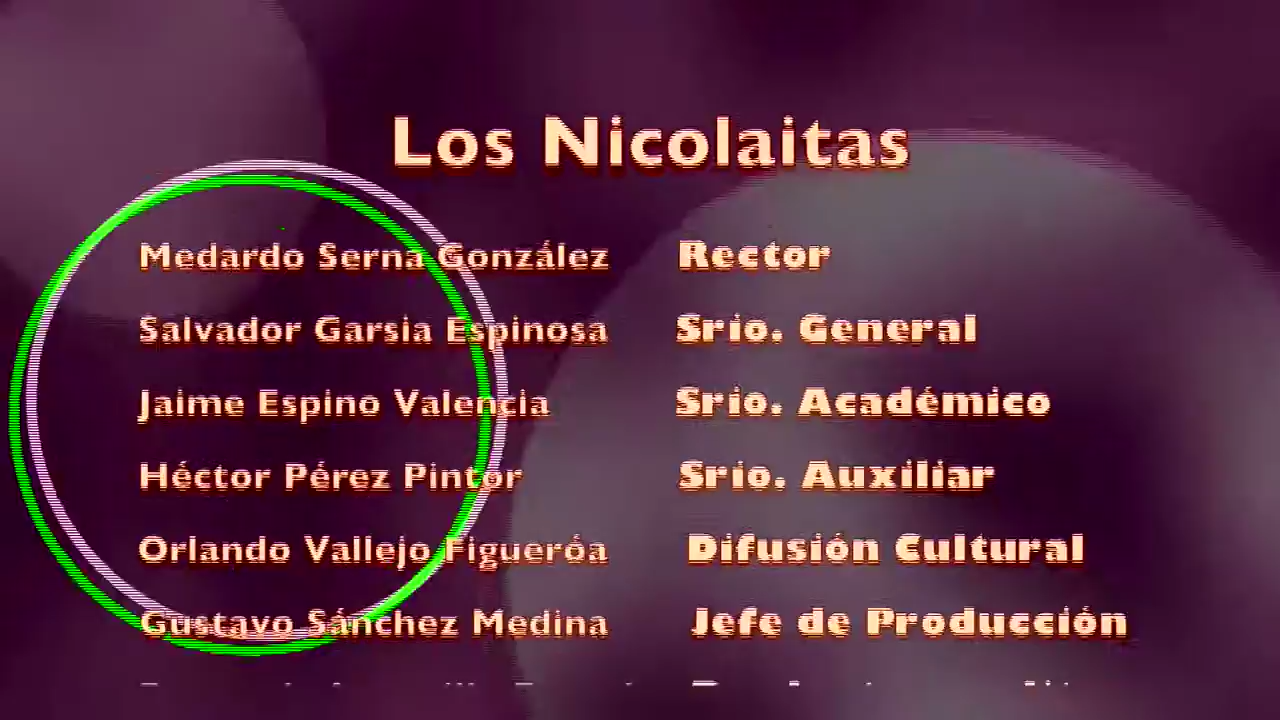 Los Nicolaitas
Medardo Serna González Rector
Salvador Garsia Espinosa Srio. General
Jaime Espino Valencia Srio. Académico
Héctor Pérez Pintor Srio. Auxiliar
Orlando Vallejo Figueróa Difusión Cultural
Gustavo Sánchez Medina Jefe de Producción